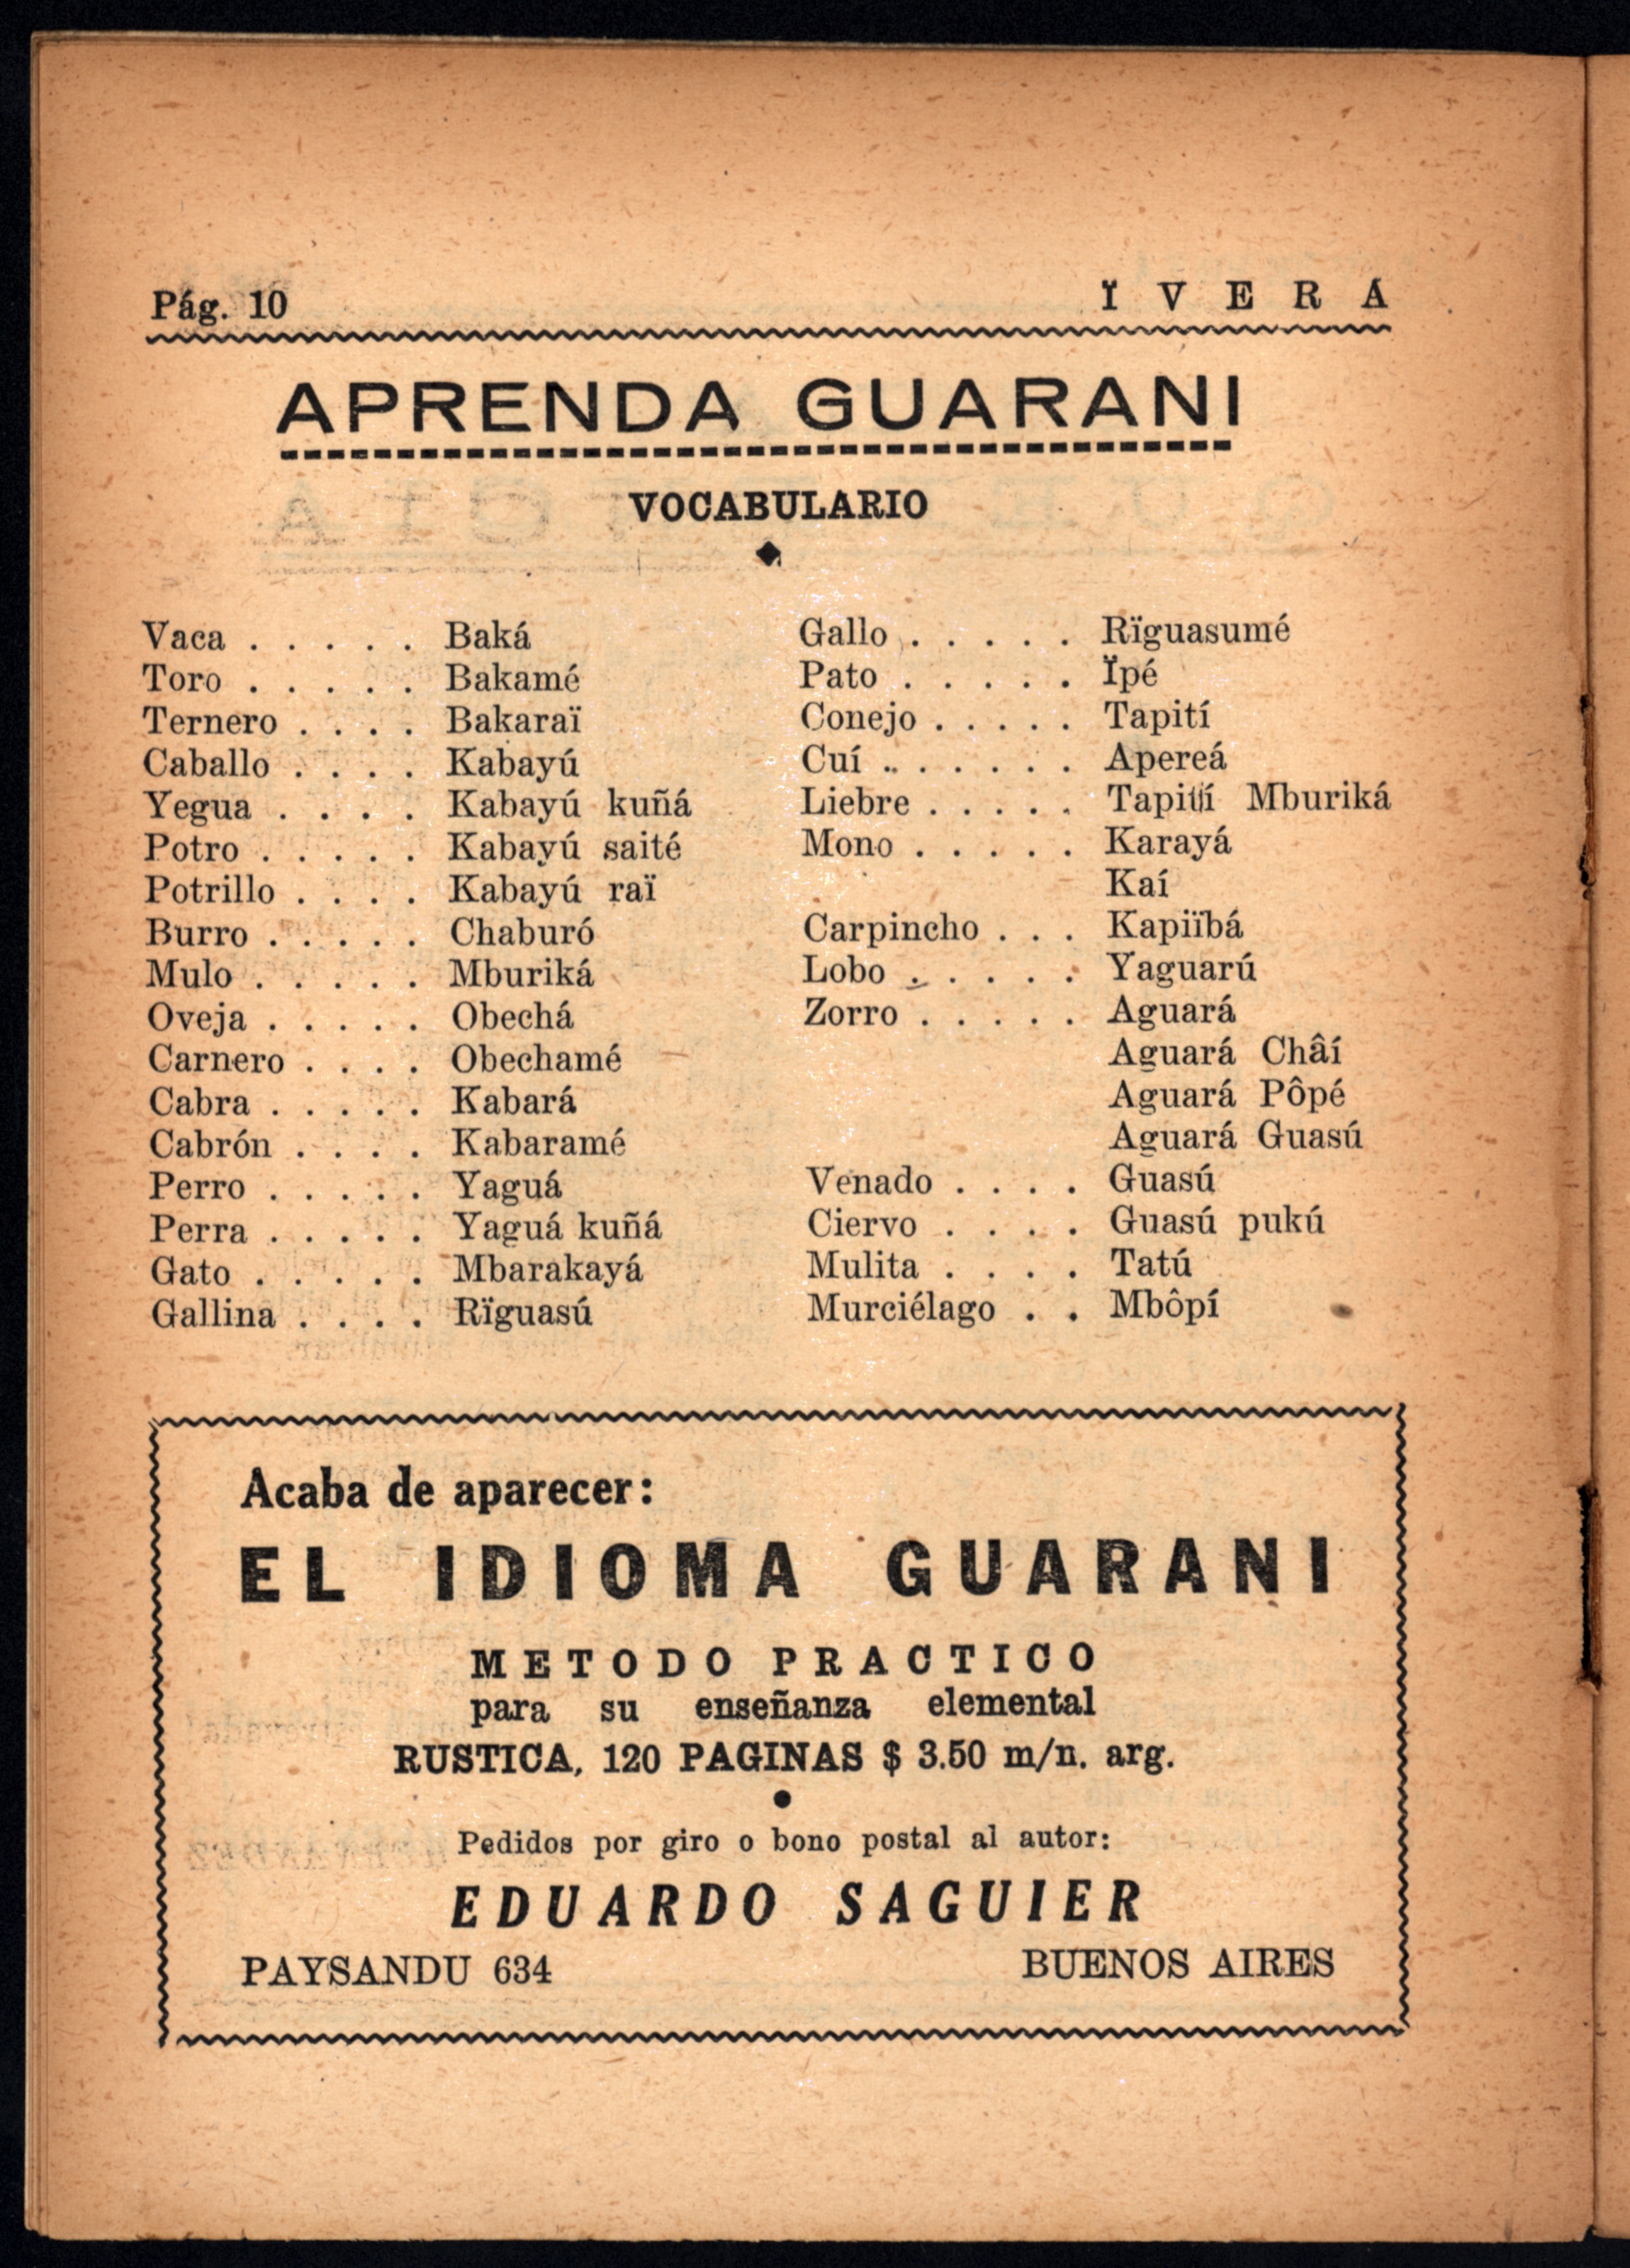 Pág. 10
Ï V E R Á
APRENDA GUARANI
VOCABULARIO
Vaca . . . . . Baká
Toro . . . . . Bakamé
Ternero . . . . Bakaraï
Caballo . . . . Kabayú
Yegua . . . . Kabayú kuñá
Potro . . . . . Kabayú saité
Potrillo . . . . Kabayú raï
Burro . . . . . Chaburó
Mulo . . . . . Mburiká
Oveja . . . . . Obechá
Carnero . . . . Obechamé
Cabra . . . . . Kabará
Cabrón . . . . Kabaramé
Perro . . . . . Yaguá
Perra . . . . . Yaguá kuñá
Gato . . . . . Mbarakayá
Gallina . . . . Rïguasú
Gallo . . . . . Rïguasumé
Pato . . . . . Ïpé
Conejo . . . . . Tapití
Cuí . . . . . . Apereá
Liebre . . . . . Tapití Mburiká
Mono . . . . . Karayá
Kaí
Carpincho . . . Kapiïbá
Lobo . . . . . Yaguarú
Zorro . . . . . Aguará
Aguará Châí
Aguará Pôpé
Aguará Guasú
Venado . . . . Guasú
Ciervo . . . . Guasú pukú
Mulita . . . . Tatú
Murciélago . . Mbôpí
Acaba de aparecer:
EL IDIOMA GUARANI
METODO PRACTICO
para su enseñanza elemental
RUSTICA, 120 PAGINAS $ 3.50 m/n. arg.
Pedidos por giro o bono postal al autor:
EDUARDO SAGUIER
PAYSANDU 634
BUENOS AIRES